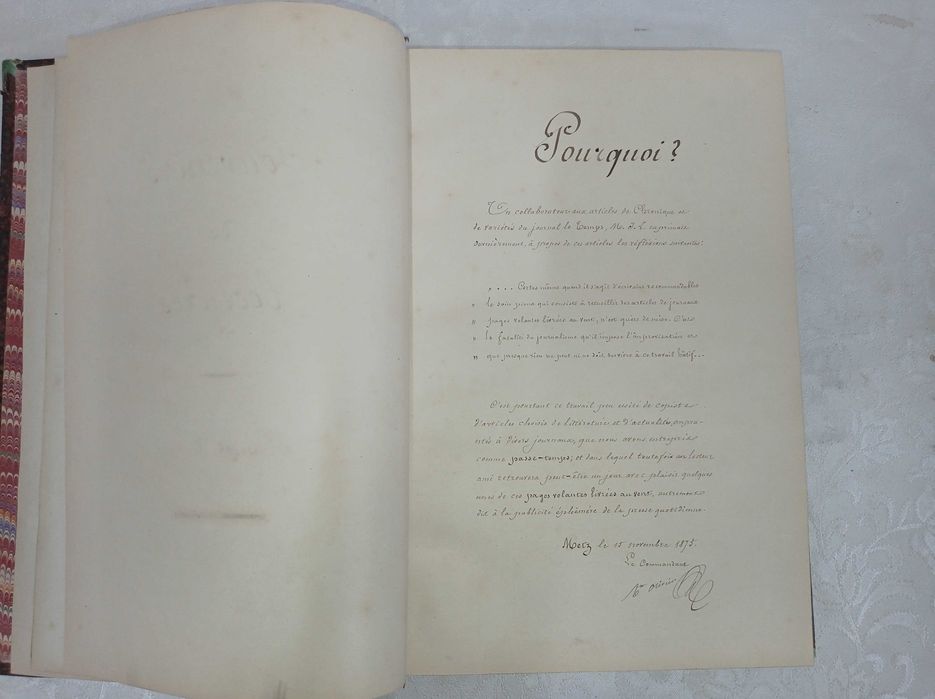 Pourquoi?
Un collaborateur aux articles de Chronique et
de variétés du journal le Temps, M. J. L. exprimait
dernièrement, à propos de ces articles les réflexions suivantes:
" .... Certes même quand il s'agit d'écrivains recommandables
" le soin pieux qui consiste à recueillir des articles de journaux
" pages volantes livrées au vent, n'est guère de mise. C'est
" la fatalité du journalisme qu'il impose l'improvisation et
" que presque rien ne peut ni ne doit survivre à ce travail hâtif...
C'est pourtant ce travail peu usité de copiste
d'articles choisis de littérature et d'actualité, emprun-
tés à divers journaux, que nous avons entrepris
comme passe-temps; et dans lequel toutefois un lecteur
ami retrouvera peut-être un jour avec plaisir quelques
unes de ces pages volantes livrées au vent, autrement
dit à la publicité éphémère de la presse quotidienne.
Metz le 15 novembre 1875.
Le Commandant